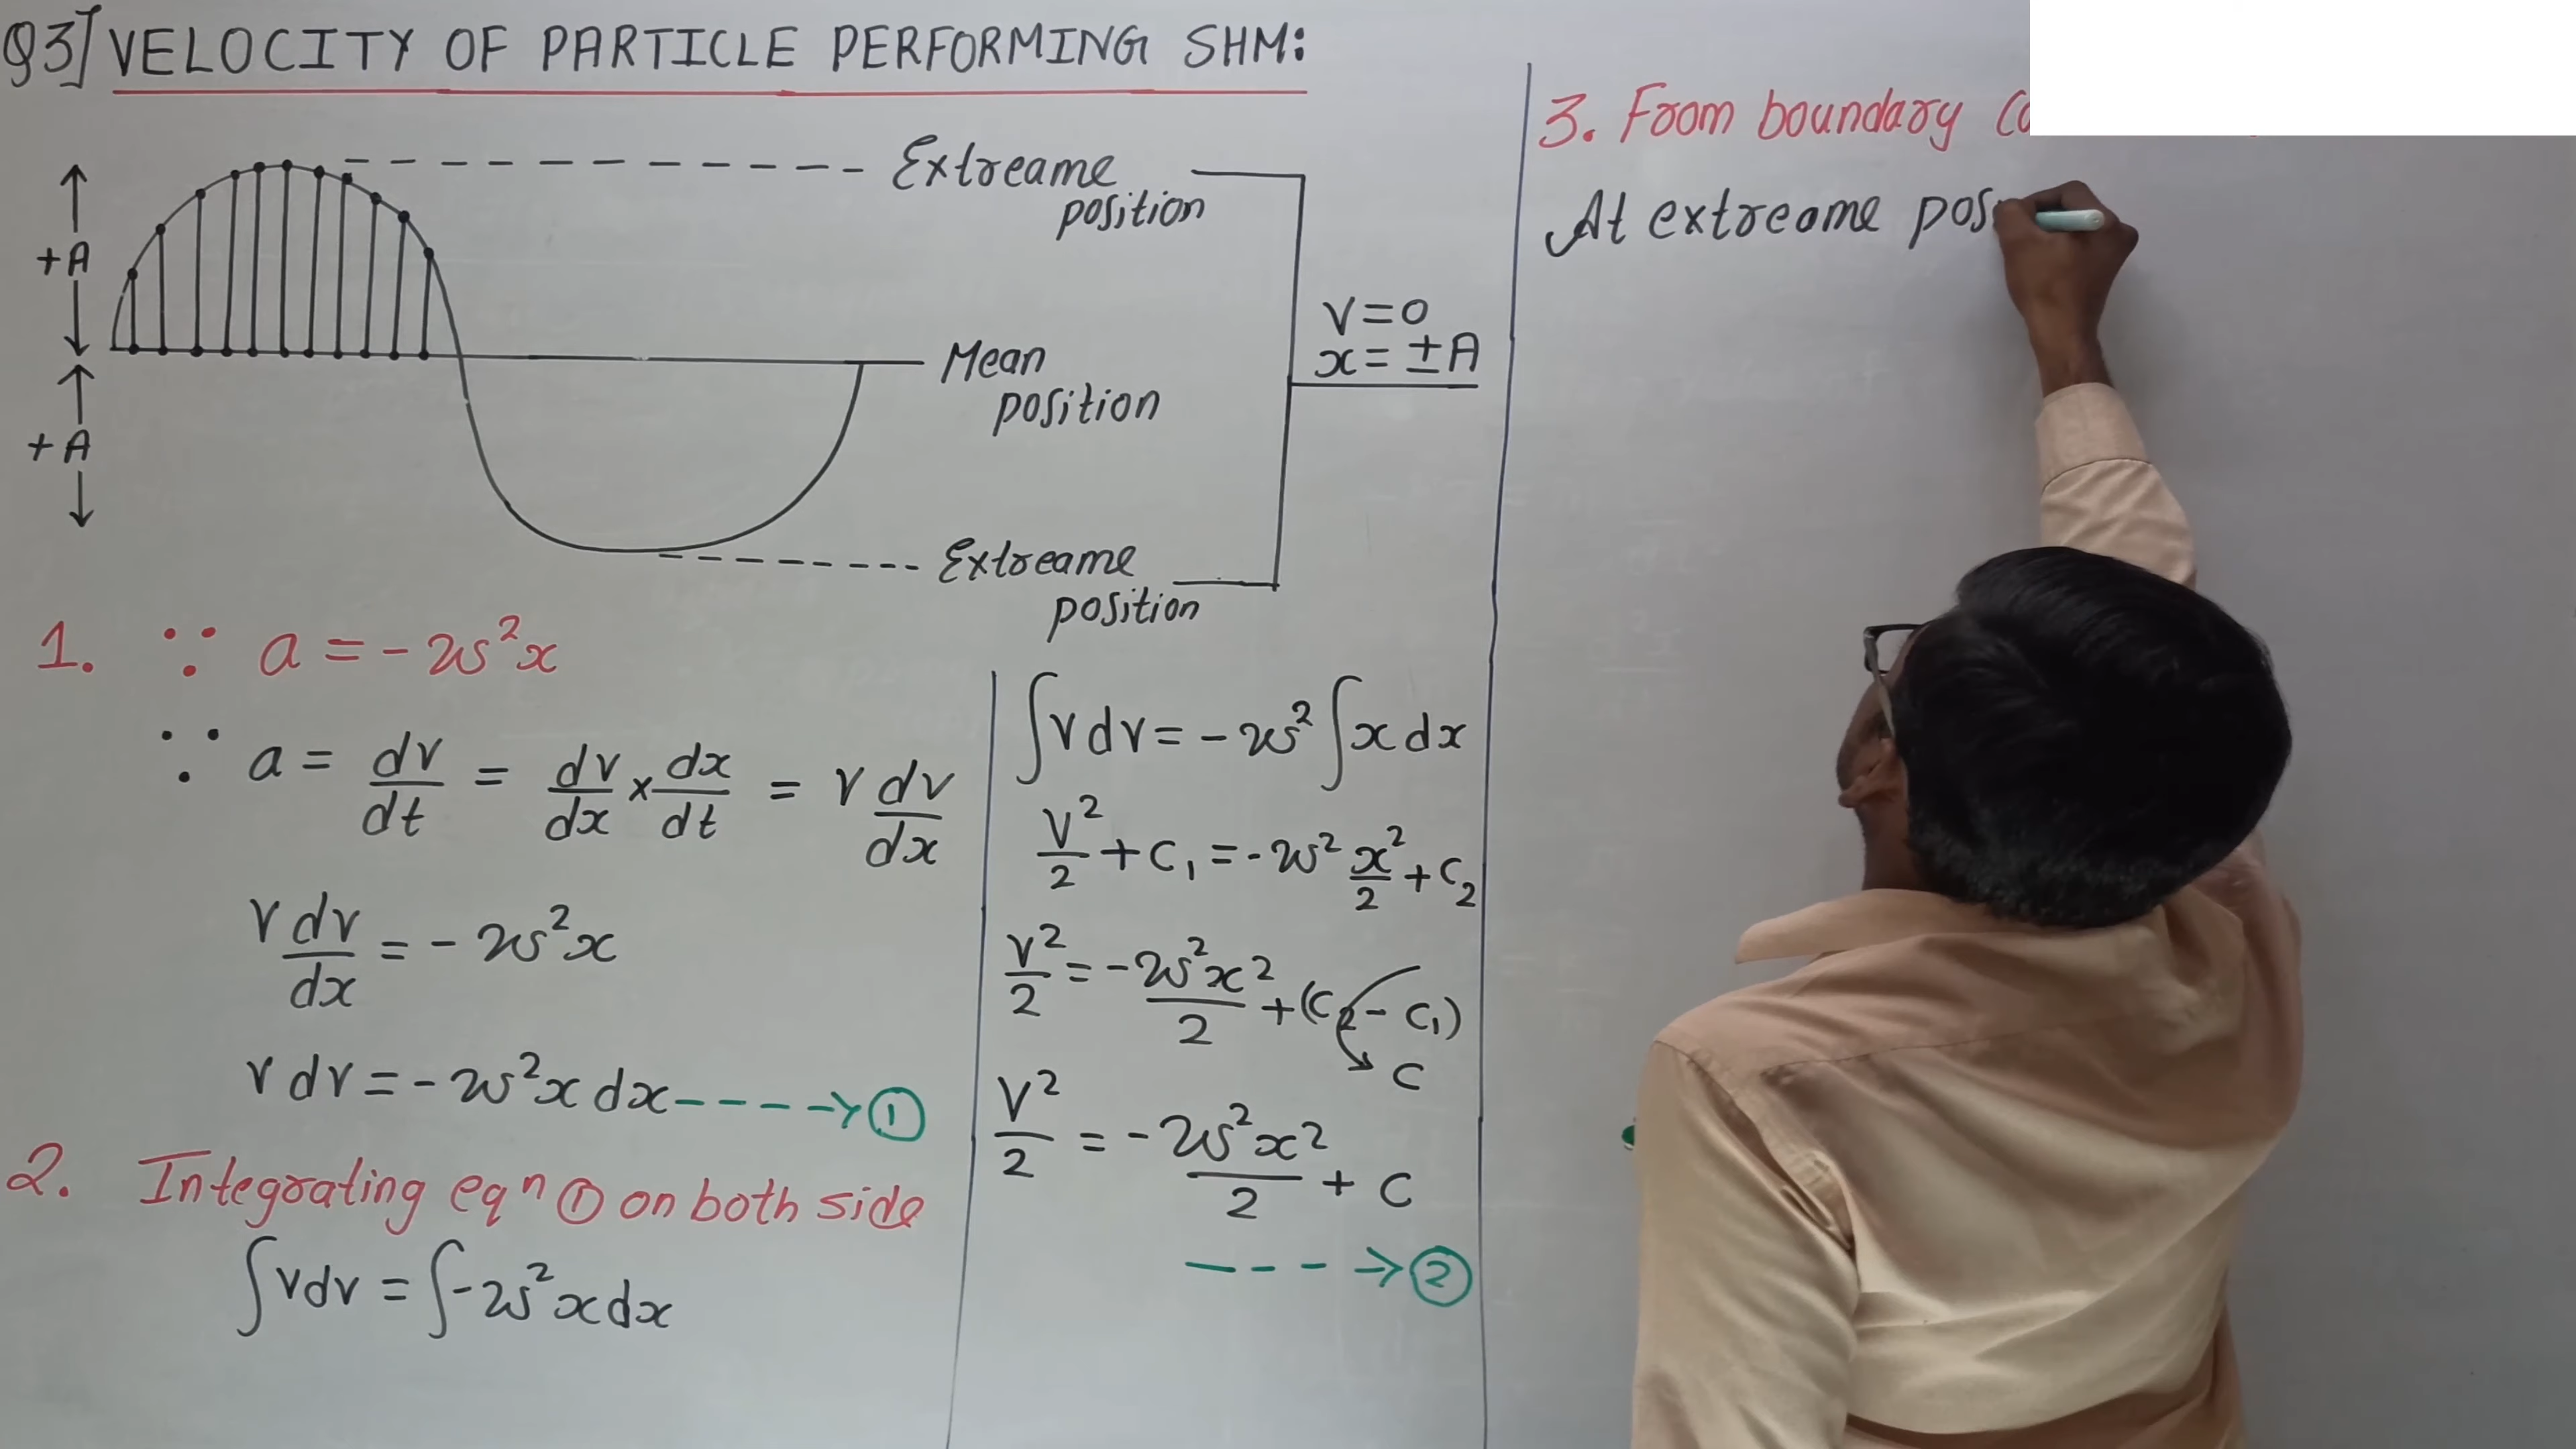 Q3] VELOCITY OF PARTICLE PERFORMING SHM:
Extreame
position
+A
Mean
position
+A
Extreame
position
v=0
x=±A
1. ∵ a = -ω²x
∵ a = dv/dt = dv/dx × dx/dt = v dv/dx
v dv/dx = -ω²x
v dv = -ω²x dx ----> ①
2. Integrating eqⁿ ① on both side
∫v dv = ∫-ω²x dx
∫v dv = -ω² ∫x dx
v²/2 + C₁ = -ω² x²/2 + C₂
v²/2 = -ω²x²/2 + (C₂ - C₁)
C
v²/2 = -ω²x²/2 + C
----> ②
3. From boundary
At extreame